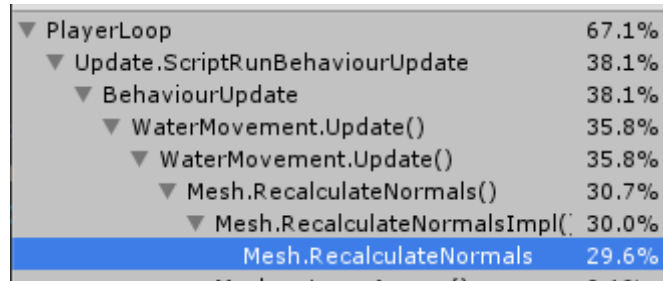 PlayerLoop 67.1%
Update.ScriptRunBehaviourUpdate 38.1%
BehaviourUpdate 38.1%
WaterMovement.Update() 35.8%
WaterMovement.Update() 35.8%
Mesh.RecalculateNormals() 30.7%
Mesh.RecalculateNormalsImpl( 30.0%
Mesh.RecalculateNormals 29.6%